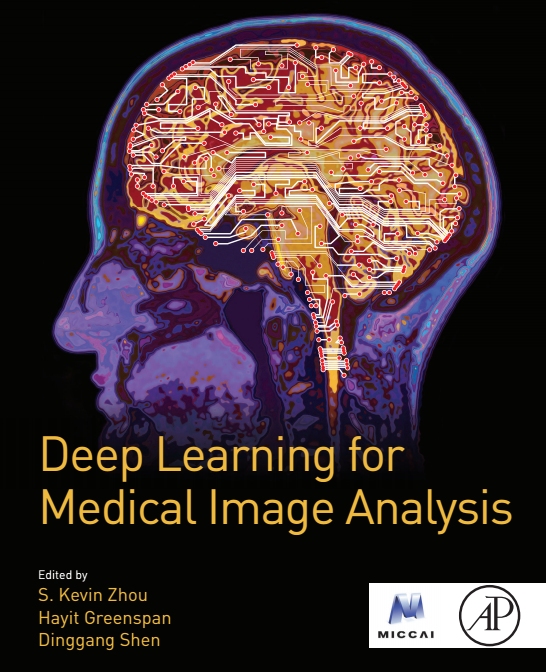 Deep Learning for
Medical Image Analysis
Edited by
S. Kevin Zhou
Hayit Greenspan
Dinggang Shen
MICCAI
AP